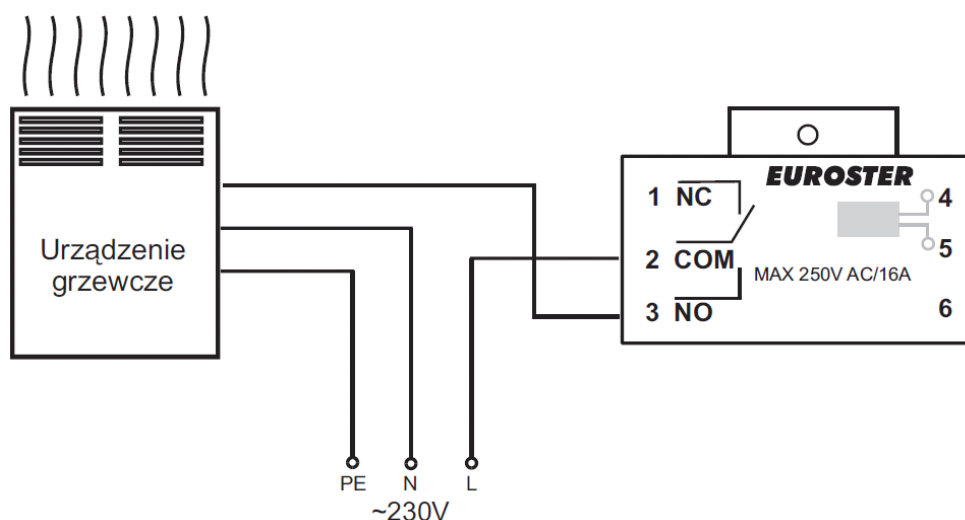 Urządzenie
grzewcze
EUROSTER
1 NC
4
2 COM
5
MAX 250V AC/16A
3 NO
6
PE N L
~230V